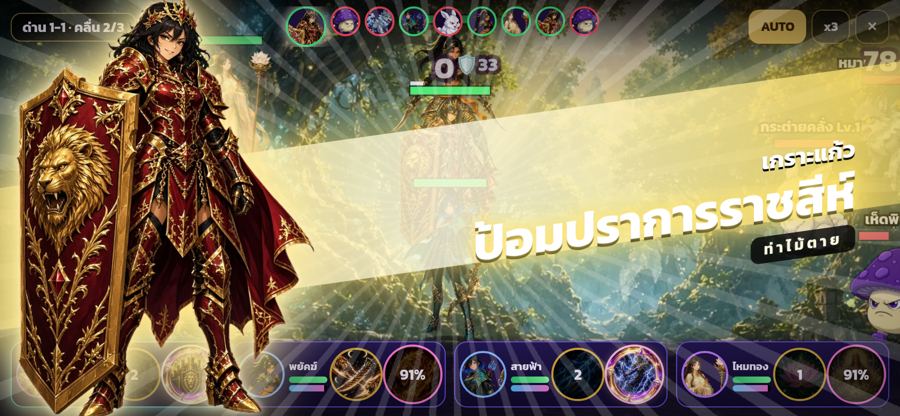 ด่าน 1-1 · คลื่น 2/3
AUTO
x3
×
0
33
หมา
78
กระต่ายคลั่ง Lv.1
เกราะแก้ว
ป้อมปราการราชสีห์
ท่าไม้ตาย
เห็ดพิ
2
พยัคฆ์
91%
สายฟ้า
2
โหมทอง
1
91%